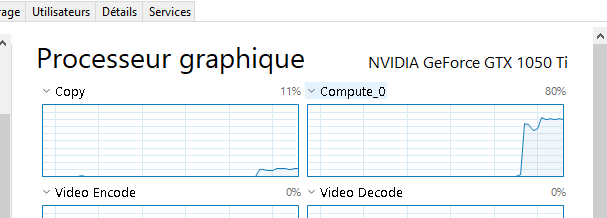 rage Utilisateurs Détails Services
Processeur graphique NVIDIA GeForce GTX 1050 Ti
Copy 11% Compute_0 80%
Video Encode 0% Video Decode 0%